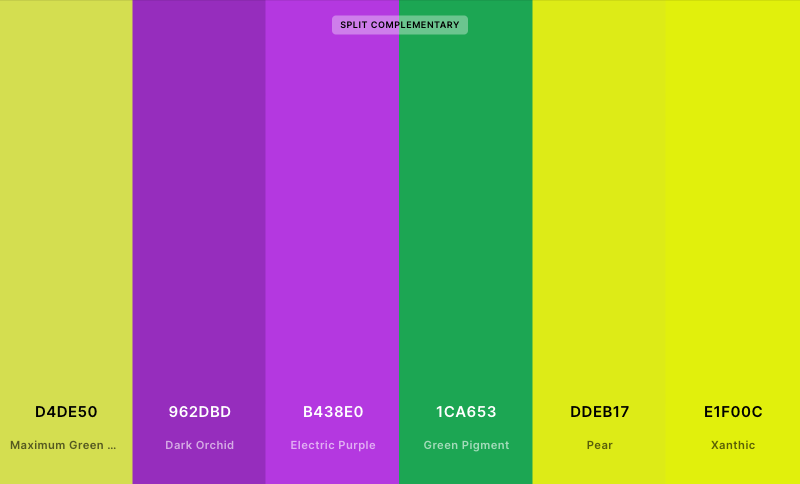 SPLIT COMPLEMENTARY
D4DE50 962DBD B438E0 1CA653 DDEB17 E1F00C
Maximum Green ... Dark Orchid Electric Purple Green Pigment Pear Xanthic